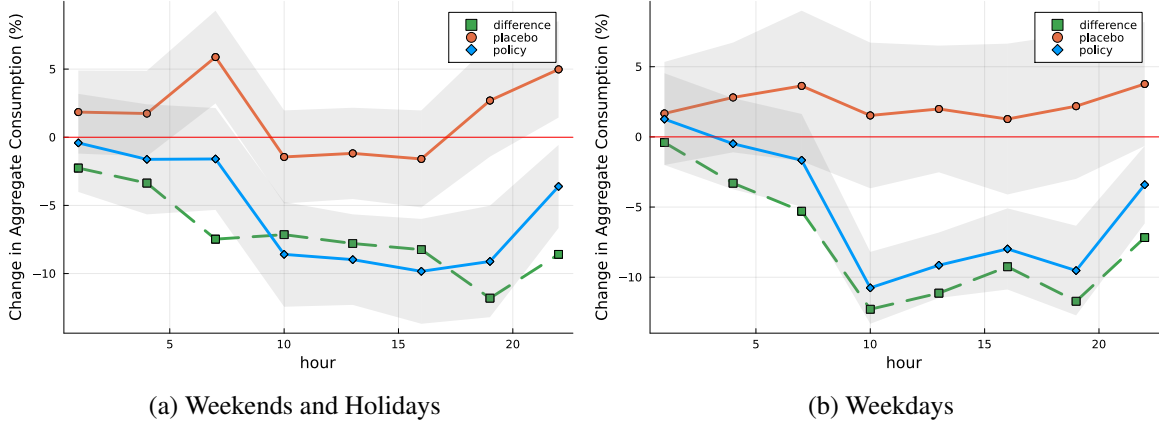 difference
placebo
policy
5
0
−5
−10
Change in Aggregate Consumption (%)
5
10
15
20
hour
(a) Weekends and Holidays
difference
placebo
policy
5
0
−5
−10
Change in Aggregate Consumption (%)
5
10
15
20
hour
(b) Weekdays